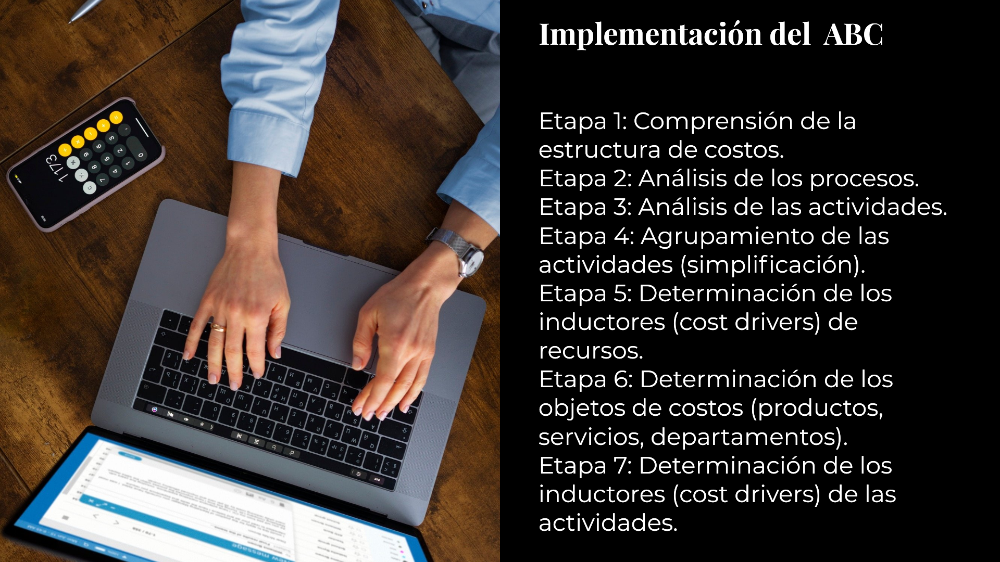 Implementación del  ABC
Etapa 1: Comprensión de la
estructura de costos.
Etapa 2: Análisis de los procesos.
Etapa 3: Análisis de las actividades.
Etapa 4: Agrupamiento de las
actividades (simplificación).
Etapa 5: Determinación de los
inductores (cost drivers) de
recursos.
Etapa 6: Determinación de los
objetos de costos (productos,
servicios, departamentos).
Etapa 7: Determinación de los
inductores (cost drivers) de las
actividades.
1173